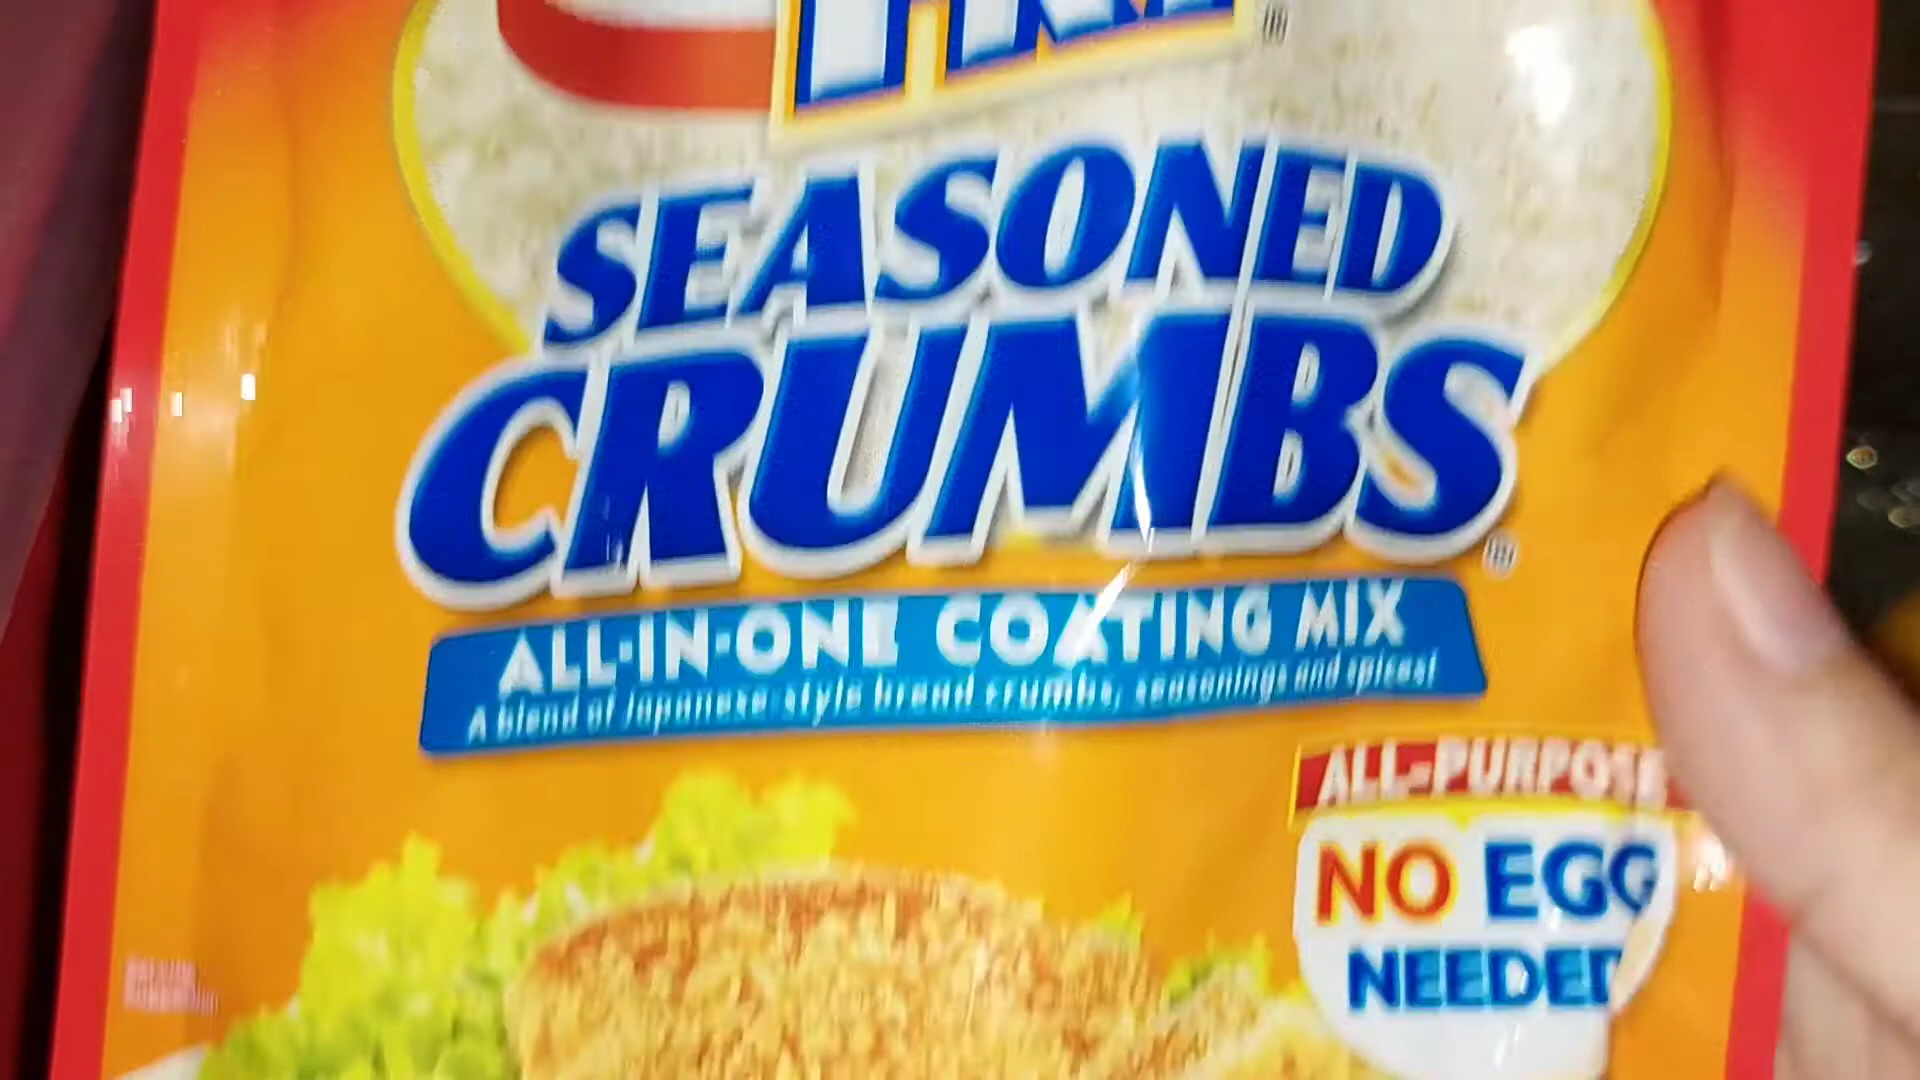 SEASONED
CRUMBS
ALL-IN-ONE COATING MIX
A blend of Japanese-style bread crumbs, seasonings and spices!
ALL-PURPOSE
NO EGG
NEEDED